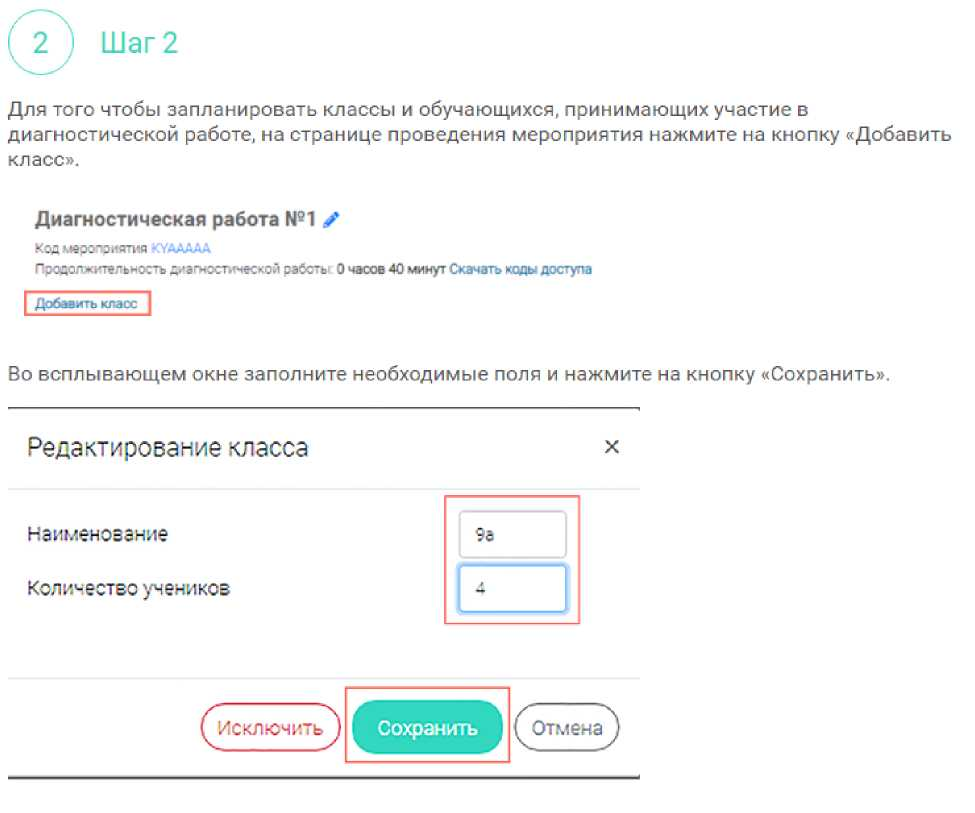 2 Шаг 2
Для того чтобы запланировать классы и обучающихся, принимающих участие в
диагностической работе, на странице проведения мероприятия нажмите на кнопку «Добавить
класс».
Диагностическая работа №1
Код мероприятия KYAAAAA
Продолжительность диагностической работы: 0 часов 40 минут Скачать коды доступа
Добавить класс
Во всплывающем окне заполните необходимые поля и нажмите на кнопку «Сохранить».
Редактирование класса ×
Наименование 9а
Количество учеников 4
Исключить Сохранить Отмена